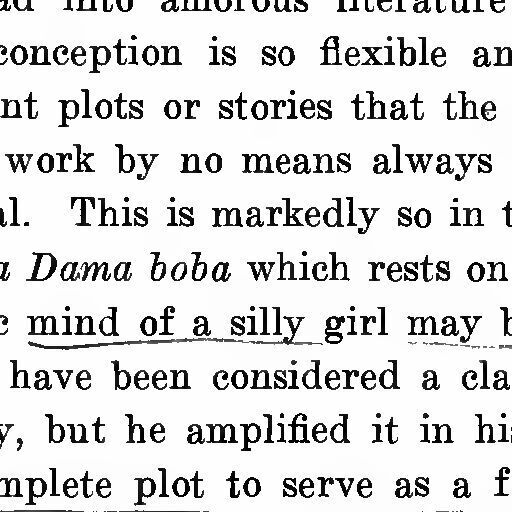 into amorous literature
conception is so flexible an
nt plots or stories that the
work by no means always
al. This is markedly so in t
a Dama boba which rests on
c mind of a silly girl may b
have been considered a cla
y, but he amplified it in his
mplete plot to serve as a f